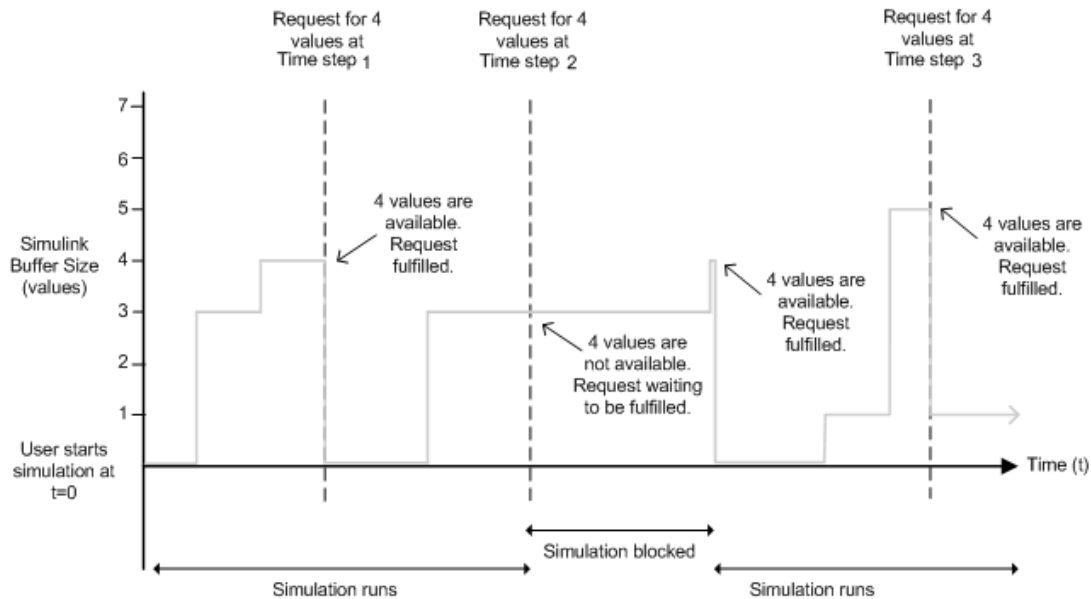 Request for 4
values at
Time step 1
Request for 4
values at
Time step 2
Request for 4
values at
Time step 3
7
6
5
4
3
2
1
Simulink
Buffer Size
(values)
4 values are
available.
Request
fulfilled.
4 values are
not available.
Request waiting
to be fulfilled.
4 values are
available.
Request
fulfilled.
4 values are
available.
Request
fulfilled.
User starts
simulation at
t=0
Time (t)
Simulation blocked
Simulation runs
Simulation runs